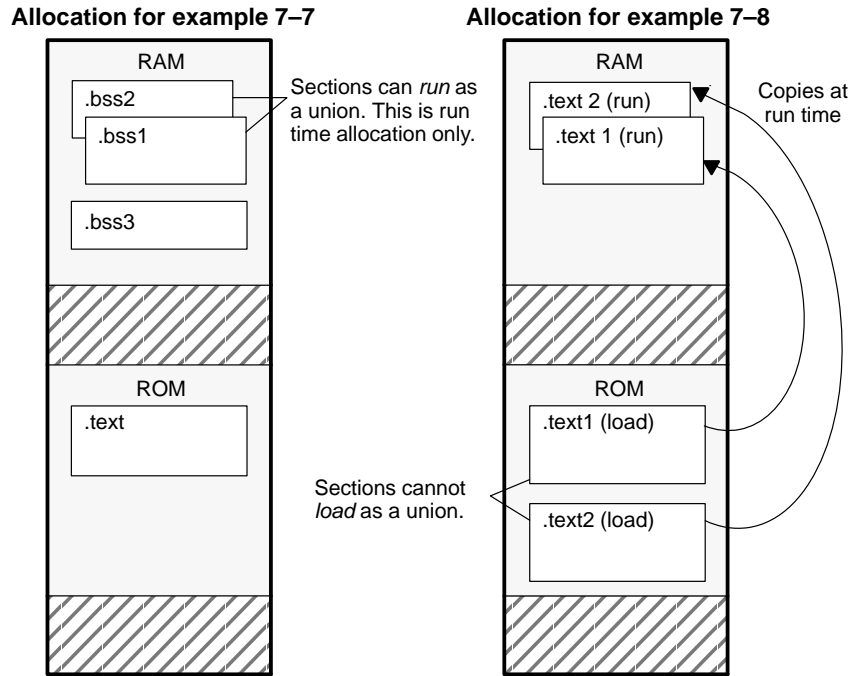 Allocation for example 7–7
RAM
.bss2
.bss1
.bss3
Sections can run as
a union. This is run
time allocation only.
ROM
.text
Allocation for example 7–8
RAM
.text 2 (run)
.text 1 (run)
Copies at
run time
ROM
.text1 (load)
.text2 (load)
Sections cannot
load as a union.